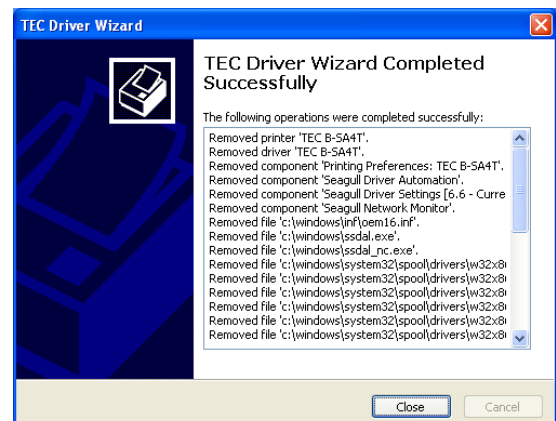 TEC Driver Wizard
TEC Driver Wizard Completed
Successfully
The following operations were completed successfully:
Removed printer 'TEC B-SA4T'.
Removed driver 'TEC B-SA4T'.
Removed component 'Printing Preferences: TEC B-SA4T'.
Removed component 'Seagull Driver Automation'.
Removed component 'Seagull Driver Settings [6.6 - Curre
Removed component 'Seagull Network Monitor'.
Removed file 'c:\windows\inf\oem16.inf'.
Removed file 'c:\windows\ssdal.exe'.
Removed file 'c:\windows\ssdal_nc.exe'.
Removed file 'c:\windows\system32\spool\drivers\w32x8
Removed file 'c:\windows\system32\spool\drivers\w32x8
Removed file 'c:\windows\system32\spool\drivers\w32x8
Removed file 'c:\windows\system32\spool\drivers\w32x8
Removed file 'c:\windows\system32\spool\drivers\w32x8
Removed file 'c:\windows\system32\spool\drivers\w32x8
Close
Cancel